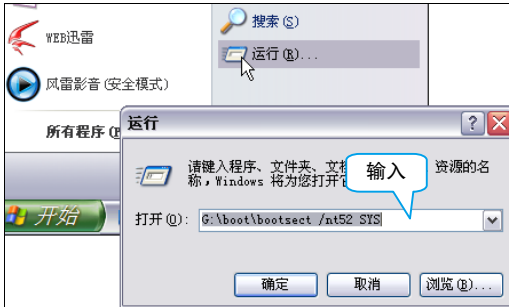 搜索(S)
WEB迅雷
运行(R)...
风雷影音(安全模式)
所有程序(P
运行
请键入程序、文件夹、文档
资源的名
称，Windows 将为您打开它
输入
开始
打开(O)：
G:\boot\bootsect /nt52 SYS
确定
取消
浏览(B)...